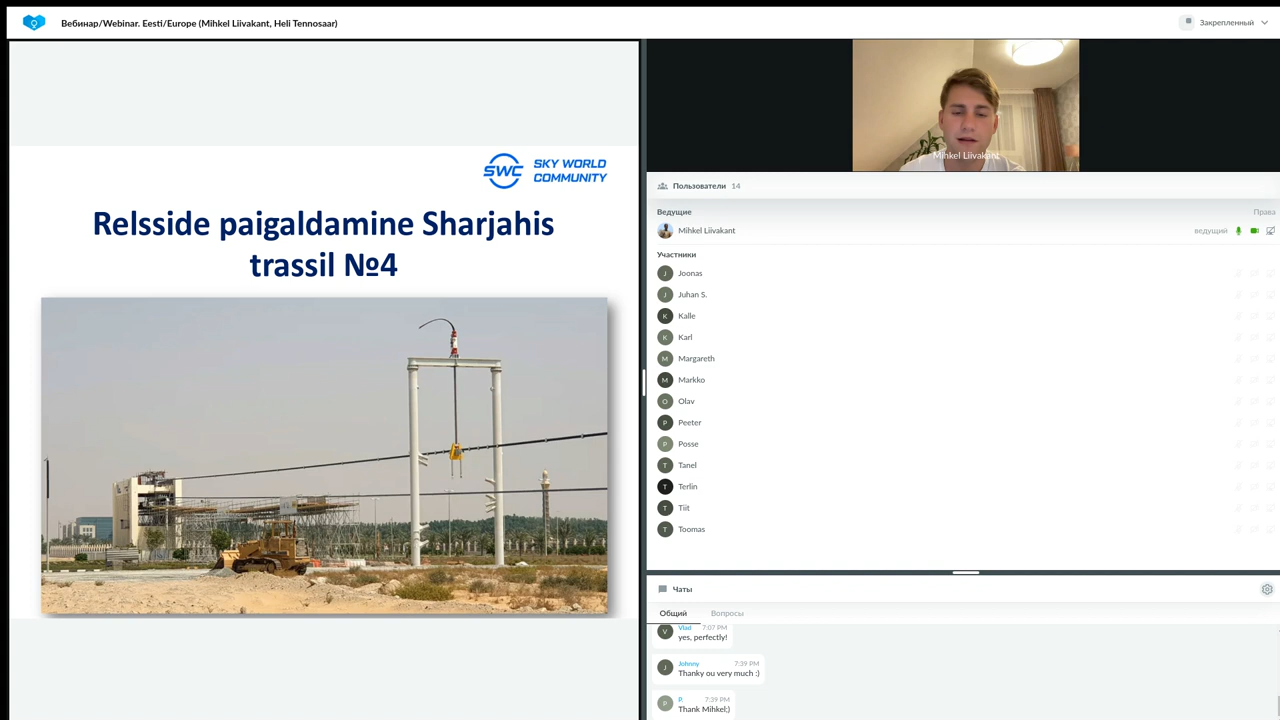 Вебинар/Webinar. Eesti/Europe (Mihkel Liivakant, Heli Tennosaar)
Закрепленный
SWC SKY WORLD
COMMUNITY
Relsside paigaldamine Sharjahis
trassil №4
Mihkel Liivakant
Пользователи 14
Ведущие Права
Mihkel Liivakant ведущий
Участники
J Joonas
J Juhan S.
K Kalle
K Karl
M Margareth
M Markko
O Olav
P Peeter
P Posse
T Tanel
T Terlin
T Tiit
T Toomas
Чаты
Общий Вопросы
V Vlad 7:07 PM
yes, perfectly!
J Johnny 7:39 PM
Thanky ou very much :)
P P. 7:39 PM
Thank Mihkel;)